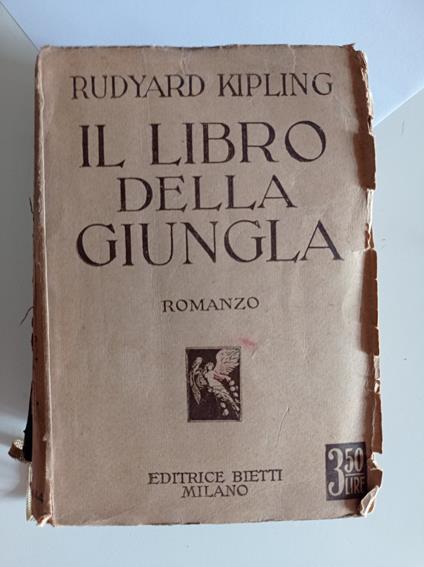 RUDYARD KIPLING
IL LIBRO
DELLA
GIUNGLA
ROMANZO
EDITRICE BIETTI
MILANO
3,50
LIRE